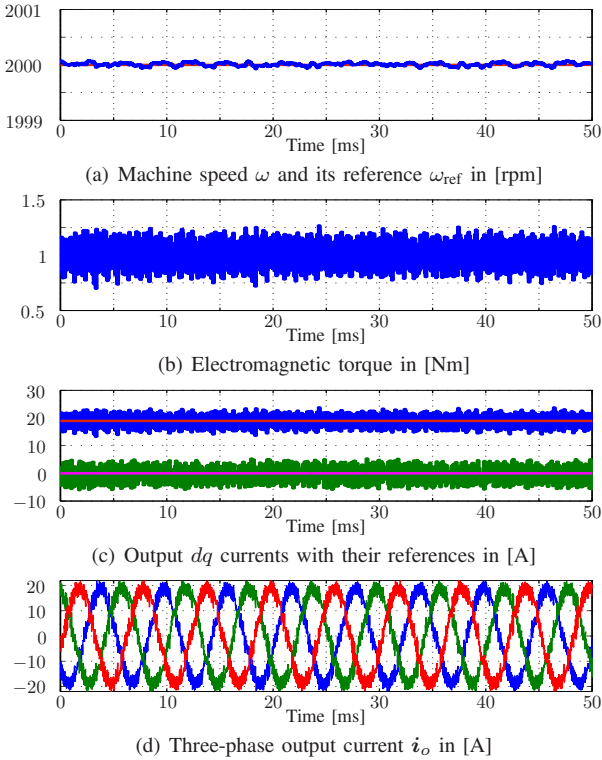 2001
2000
1999
0 10 20 30 40 50
Time [ms]
(a) Machine speed ω and its reference ω_ref in [rpm]
1.5
1
0.5
0 10 20 30 40 50
Time [ms]
(b) Electromagnetic torque in [Nm]
30
20
10
0
−10
0 10 20 30 40 50
Time [ms]
(c) Output dq currents with their references in [A]
20
10
0
−10
−20
0 10 20 30 40 50
Time [ms]
(d) Three-phase output current i_o in [A]